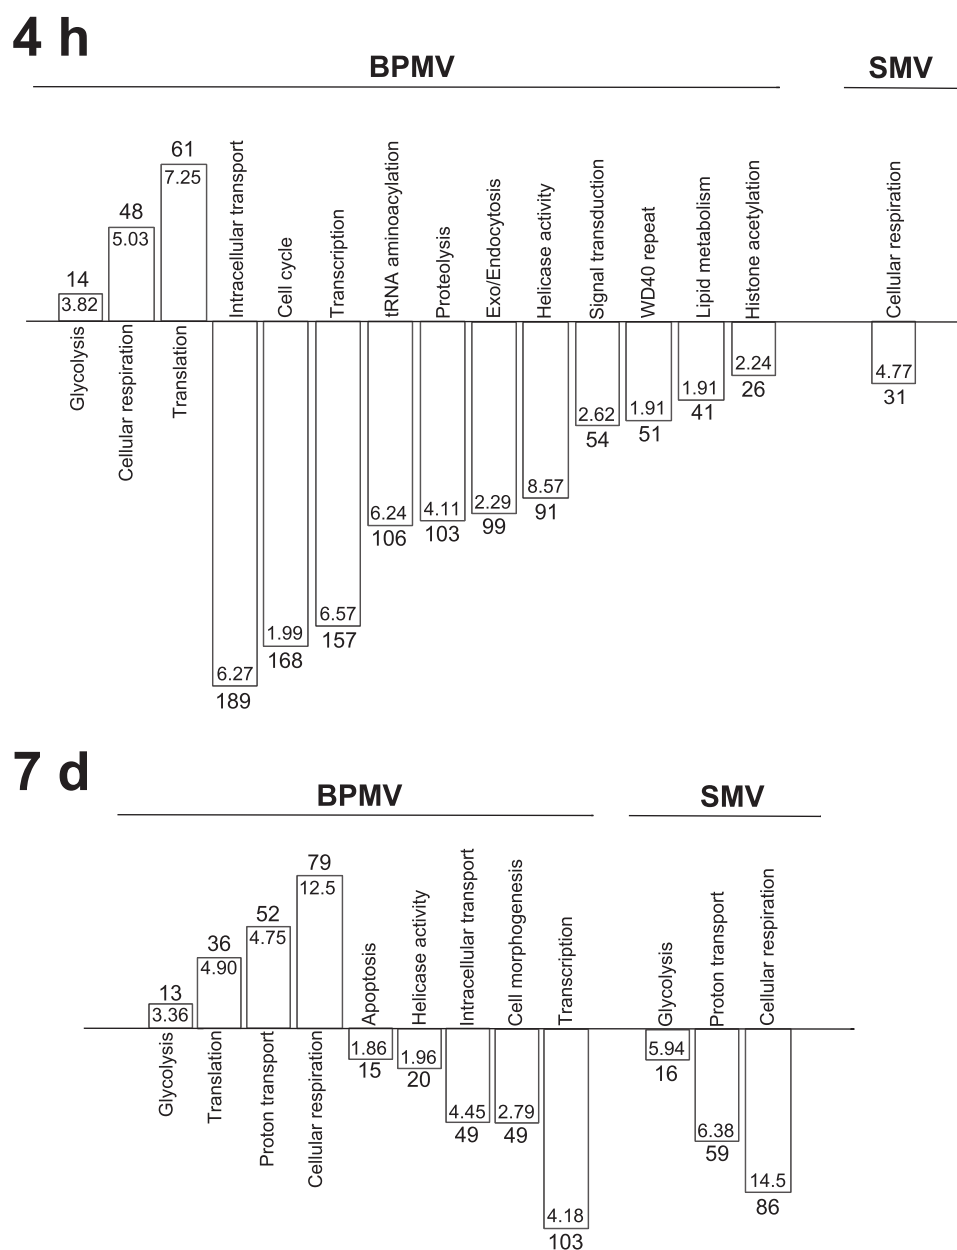 4 h
BPMV
SMV
14
3.82
Glycolysis
48
5.03
Cellular respiration
61
7.25
Translation
Intracellular transport
6.27
189
Cell cycle
1.99
168
Transcription
6.57
157
tRNA aminoacylation
6.24
106
Proteolysis
4.11
103
Exo/Endocytosis
2.29
99
Helicase activity
8.57
91
Signal transduction
2.62
54
WD40 repeat
1.91
51
Lipid metabolism
1.91
41
Histone acetylation
2.24
26
Cellular respiration
4.77
31
7 d
BPMV
SMV
13
3.36
Glycolysis
36
4.90
Translation
52
4.75
Proton transport
79
12.5
Cellular respiration
Apoptosis
1.86
15
Helicase activity
1.96
20
Intracellular transport
4.45
49
Cell morphogenesis
2.79
49
Transcription
4.18
103
Glycolysis
5.94
16
Proton transport
6.38
59
Cellular respiration
14.5
86